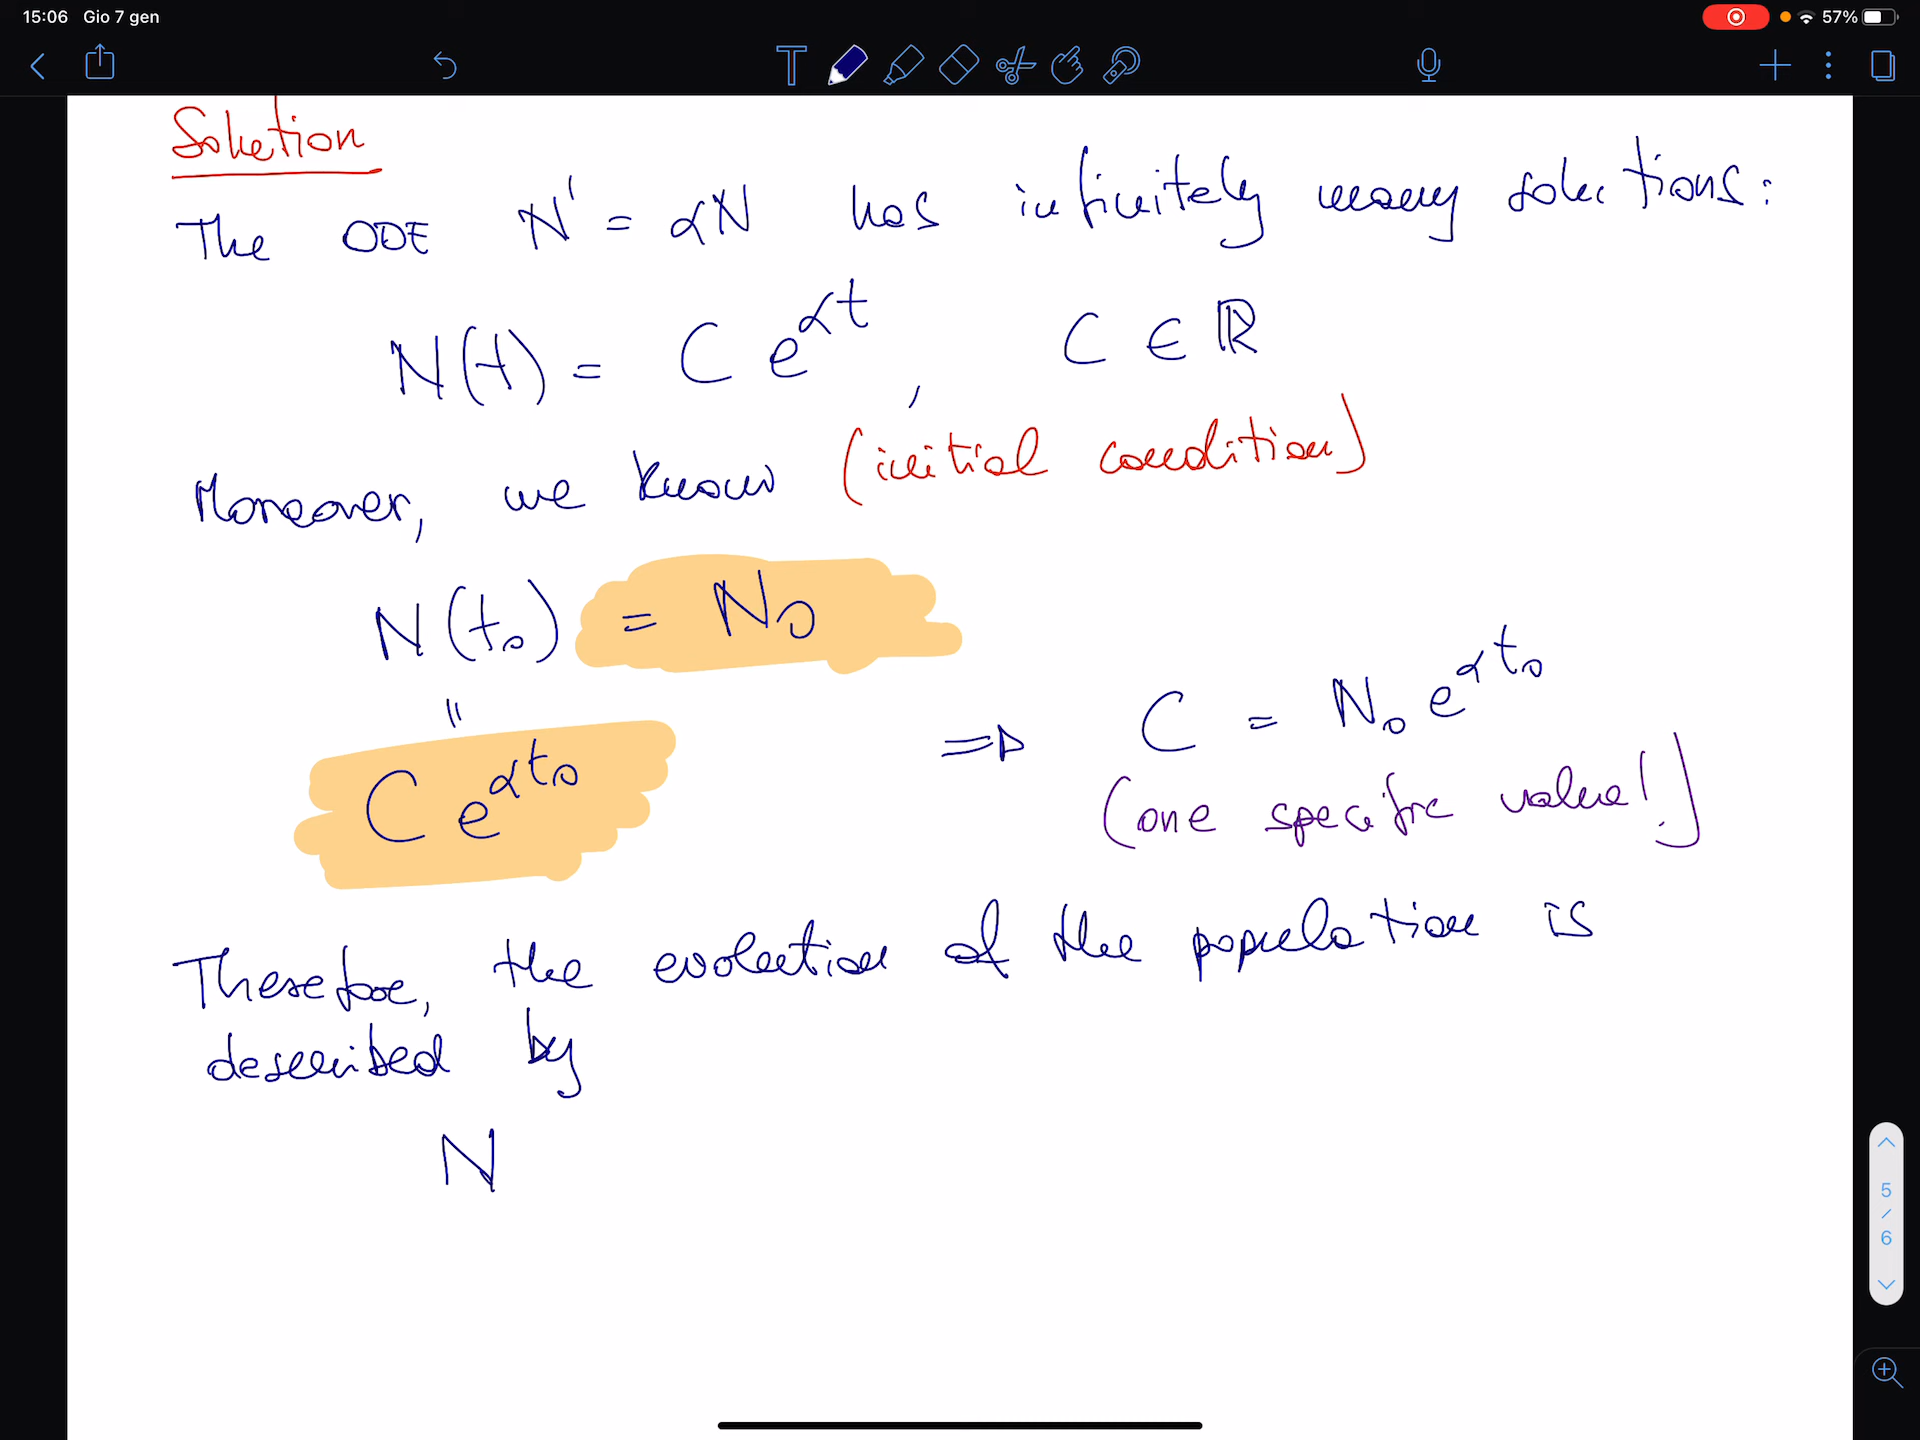 15:06 Gio 7 gen 57%
Solution
The ODE N' = αN has infinitely many solutions:
N(t) = C e^{αt}, C ∈ ℝ
Moreover, we know (initial condition)
N(t₀) = N₀
=
C e^{αt₀} ⇒ C = N₀ e^{αt₀}
(one specific value!)
Therefore, the evolution of the population is
described by
N
5
/
6